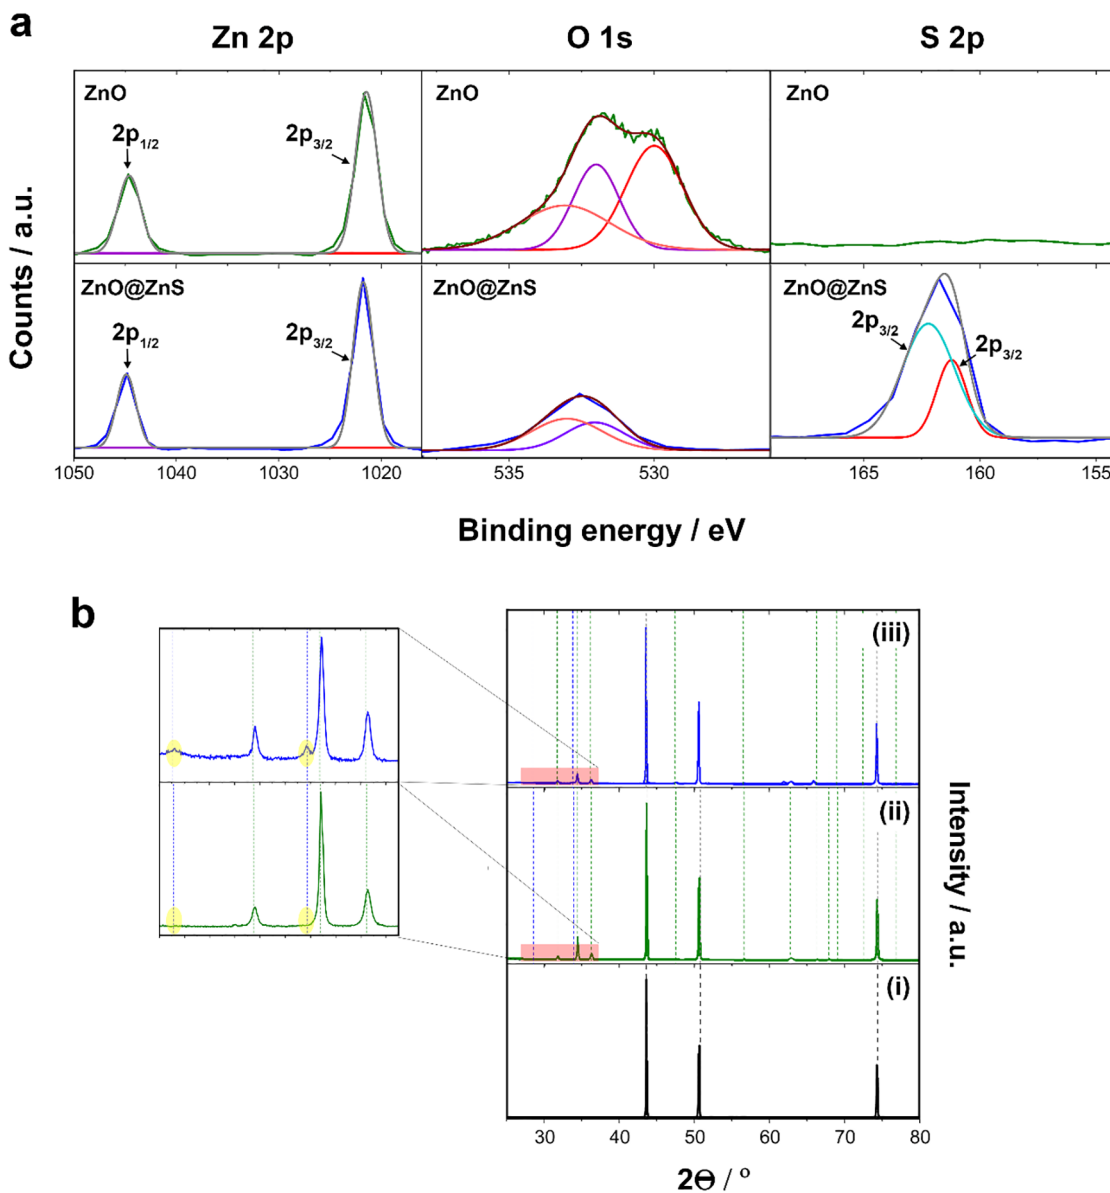 a
Zn 2p O 1s S 2p
ZnO ZnO ZnO
2p1/2 2p3/2
ZnO@ZnS ZnO@ZnS ZnO@ZnS
2p1/2 2p3/2 2p3/2 2p3/2
Counts / a.u.
1050 1040 1030 1020 535 530 165 160 155
Binding energy / eV
b
(iii)
(ii)
(i)
Intensity / a.u.
30 40 50 60 70 80
2Θ / º